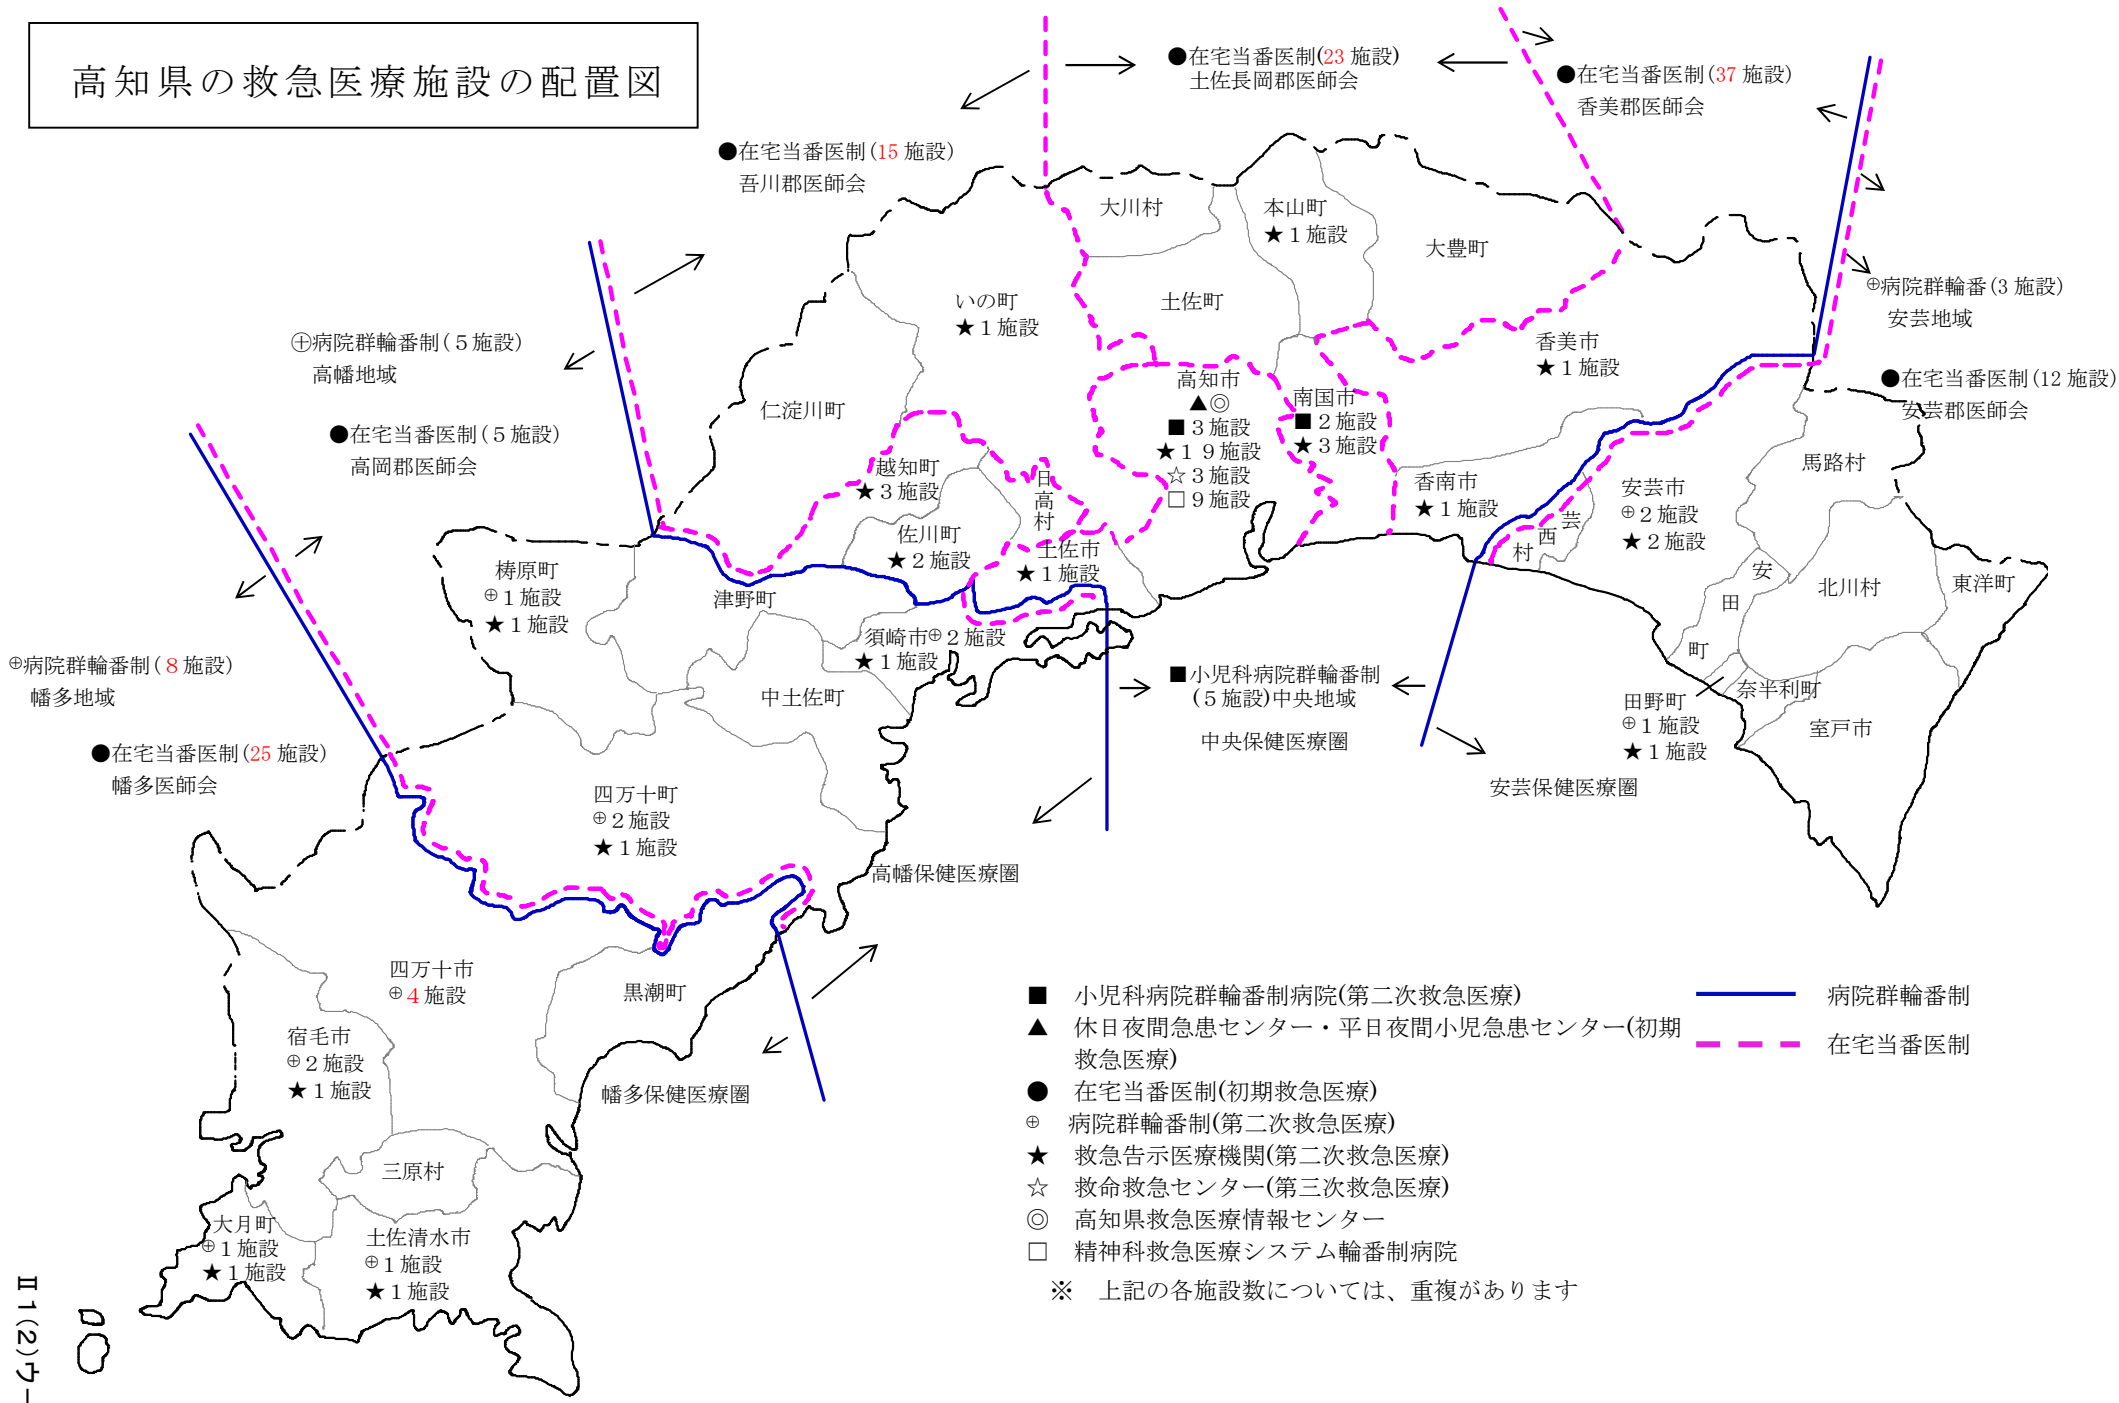 高知県の救急医療施設の配置図
●在宅当番医制(23 施設)
土佐長岡郡医師会
●在宅当番医制(37 施設)
香美郡医師会
●在宅当番医制(15 施設)
吾川郡医師会
大川村
本山町
★１施設
大豊町
いの町
★１施設
土佐町
⊕病院群輪番(3 施設)
安芸地域
⊕病院群輪番制(５施設)
高幡地域
香美市
★１施設
●在宅当番医制(12 施設)
安芸郡医師会
仁淀川町
高知市
▲◎
■３施設
★１９施設
☆３施設
□９施設
南国市
■２施設
★３施設
●在宅当番医制(５施設)
高岡郡医師会
越知町
★３施設
日高村
馬路村
香南市
★１施設
安芸市
⊕２施設
★２施設
芸西村
佐川町
★２施設
土佐市
★１施設
梼原町
⊕１施設
★１施設
津野町
安田町
北川村
東洋町
須崎市⊕２施設
★１施設
⊕病院群輪番制(８施設)
幡多地域
中土佐町
■小児科病院群輪番制
(５施設)中央地域
中央保健医療圏
田野町
⊕１施設
★１施設
奈半利町
室戸市
●在宅当番医制(25 施設)
幡多医師会
安芸保健医療圏
四万十町
⊕２施設
★１施設
高幡保健医療圏
四万十市
⊕４施設
黒潮町
宿毛市
⊕２施設
★１施設
幡多保健医療圏
三原村
大月町
⊕１施設
★１施設
土佐清水市
⊕１施設
★１施設
■ 小児科病院群輪番制病院(第二次救急医療)
▲ 休日夜間急患センター・平日夜間小児急患センター(初期
救急医療)
● 在宅当番医制(初期救急医療)
⊕ 病院群輪番制(第二次救急医療)
★ 救急告示医療機関(第二次救急医療)
☆ 救命救急センター(第三次救急医療)
◎ 高知県救急医療情報センター
□ 精神科救急医療システム輪番制病院
※ 上記の各施設数については、重複があります
病院群輪番制
在宅当番医制
Ⅱ１(２)ウ-